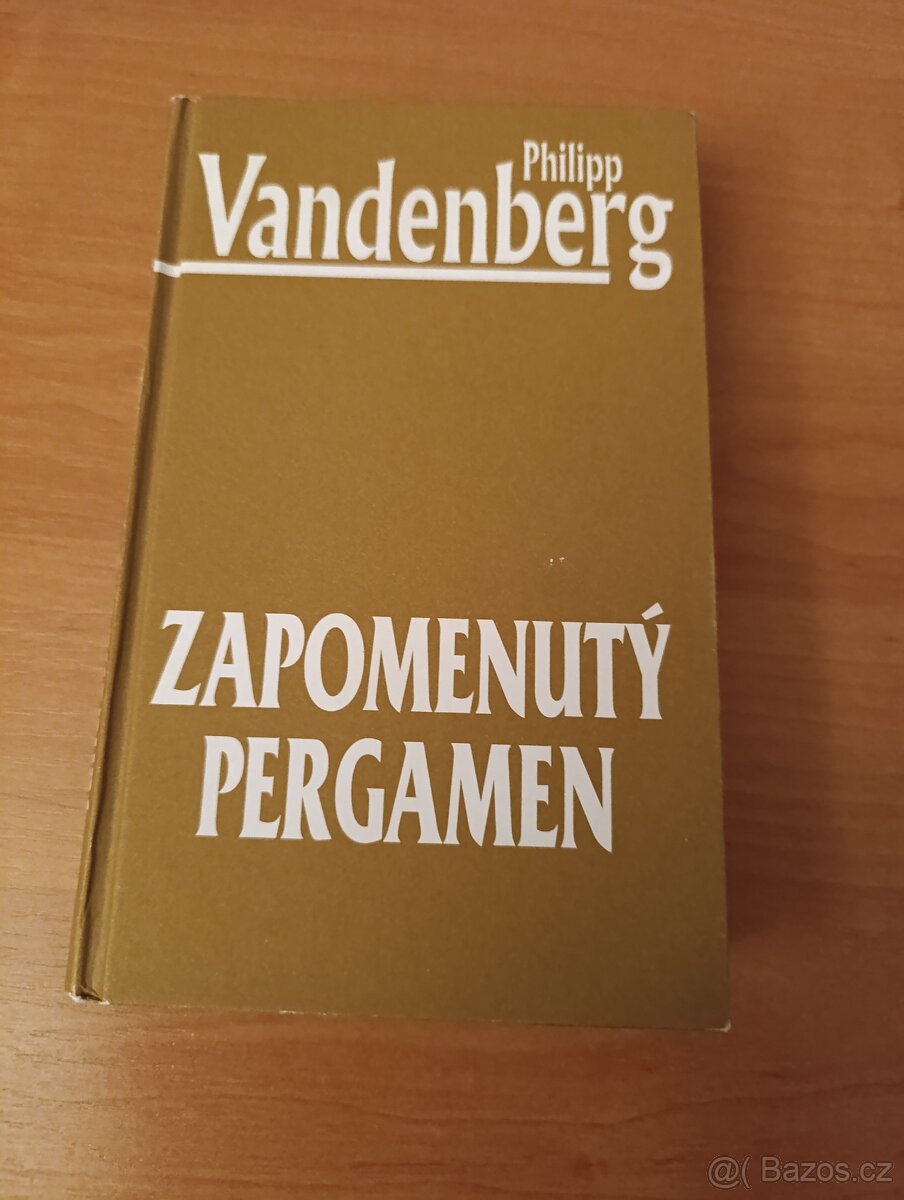 Philipp
Vandenberg
ZAPOMENUTÝ
PERGAMEN
@( Bazos.cz